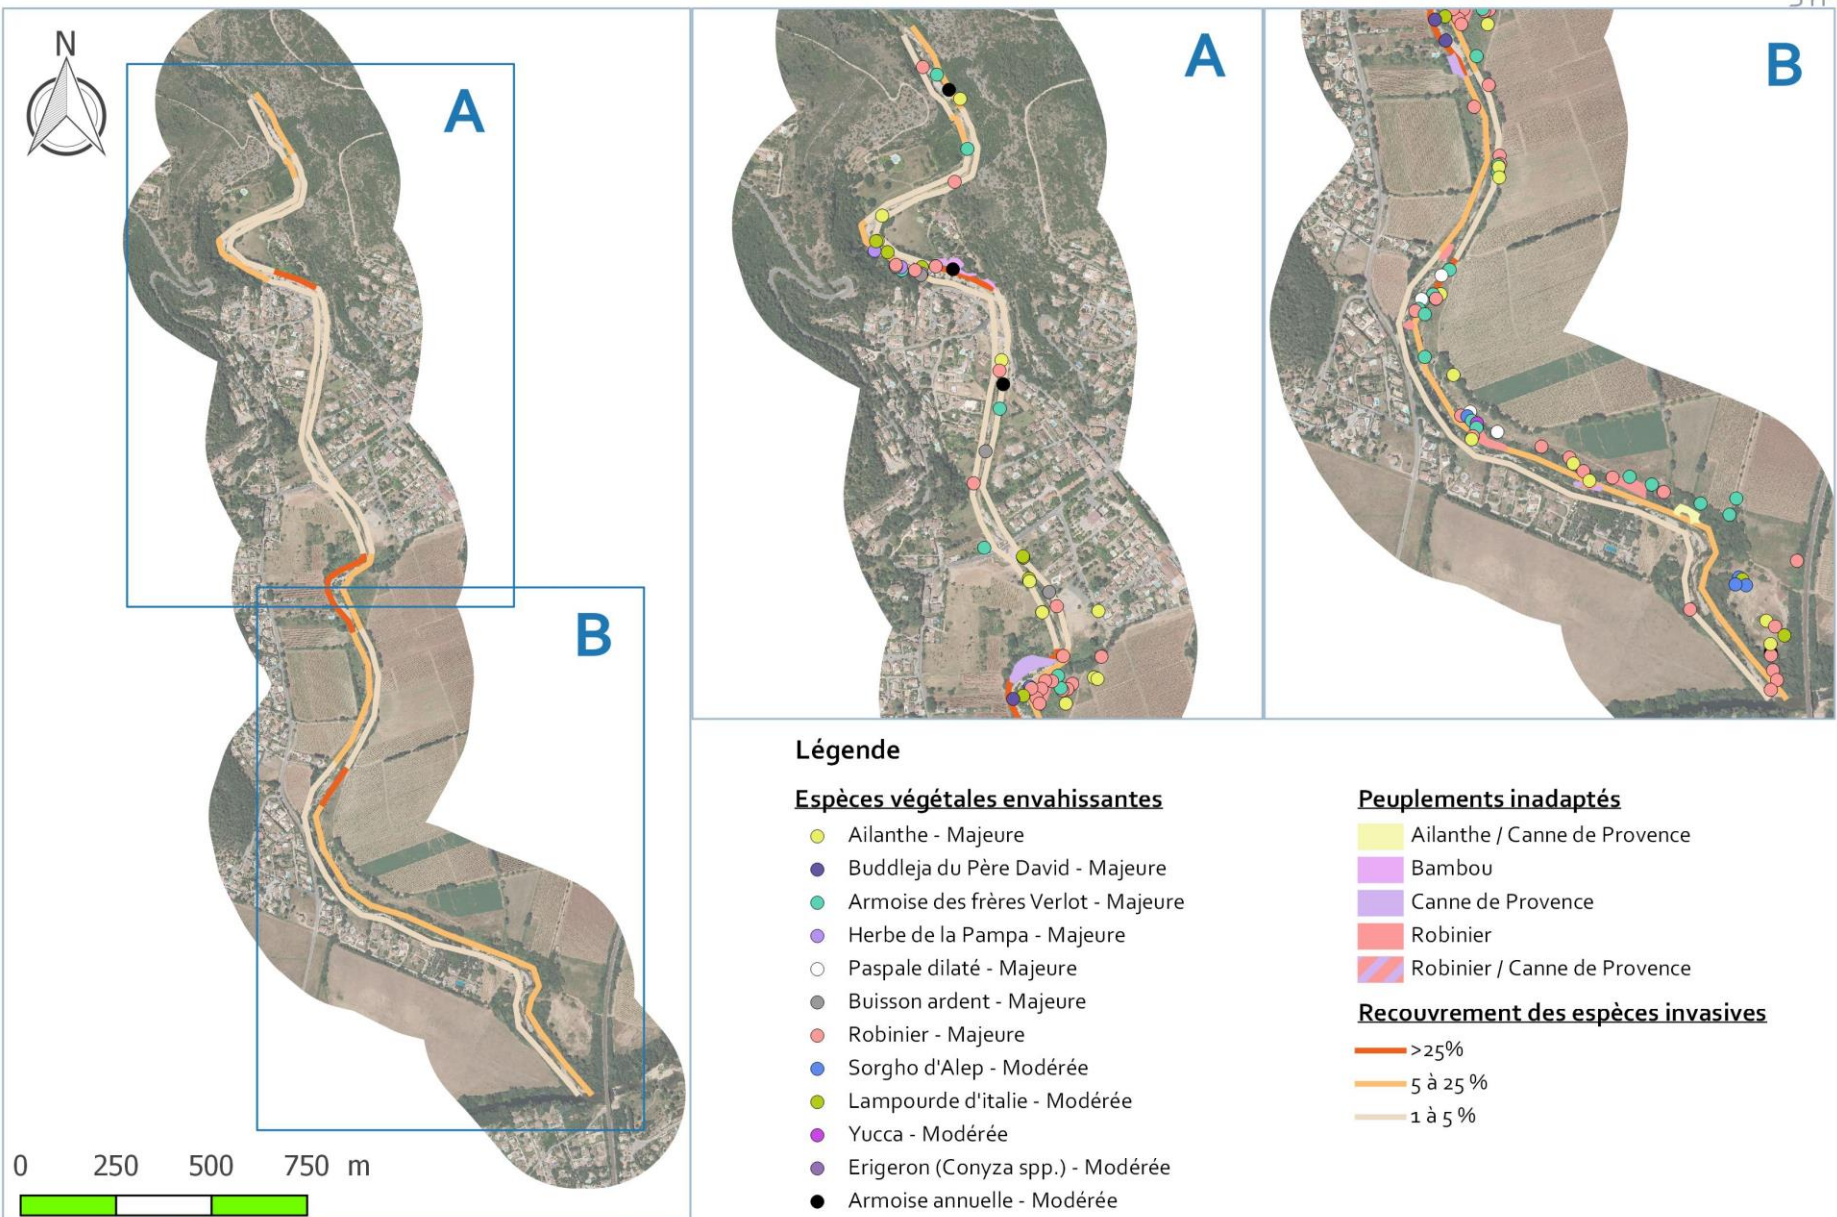 N
A
B
A
B
0 250 500 750 m
Légende
Espèces végétales envahissantes
Ailanthe - Majeure
Buddleja du Père David - Majeure
Armoise des frères Verlot - Majeure
Herbe de la Pampa - Majeure
Paspale dilaté - Majeure
Buisson ardent - Majeure
Robinier - Majeure
Sorgho d'Alep - Modérée
Lampourde d'italie - Modérée
Yucca - Modérée
Erigeron (Conyza spp.) - Modérée
Armoise annuelle - Modérée
Peuplements inadaptés
Ailanthe / Canne de Provence
Bambou
Canne de Provence
Robinier
Robinier / Canne de Provence
Recouvrement des espèces invasives
>25%
5 à 25 %
1 à 5 %